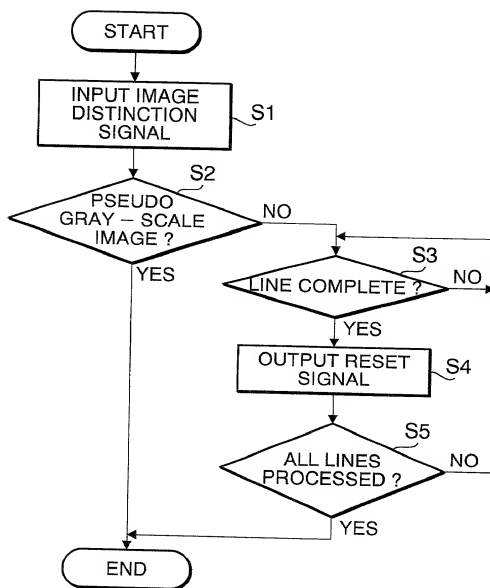 START
INPUT IMAGE
DISTINCTION
SIGNAL
S1
S2
PSEUDO
GRAY – SCALE
IMAGE ?
NO
YES
S3
LINE COMPLETE ?
NO
YES
OUTPUT RESET
SIGNAL
S4
S5
ALL LINES
PROCESSED ?
NO
YES
END